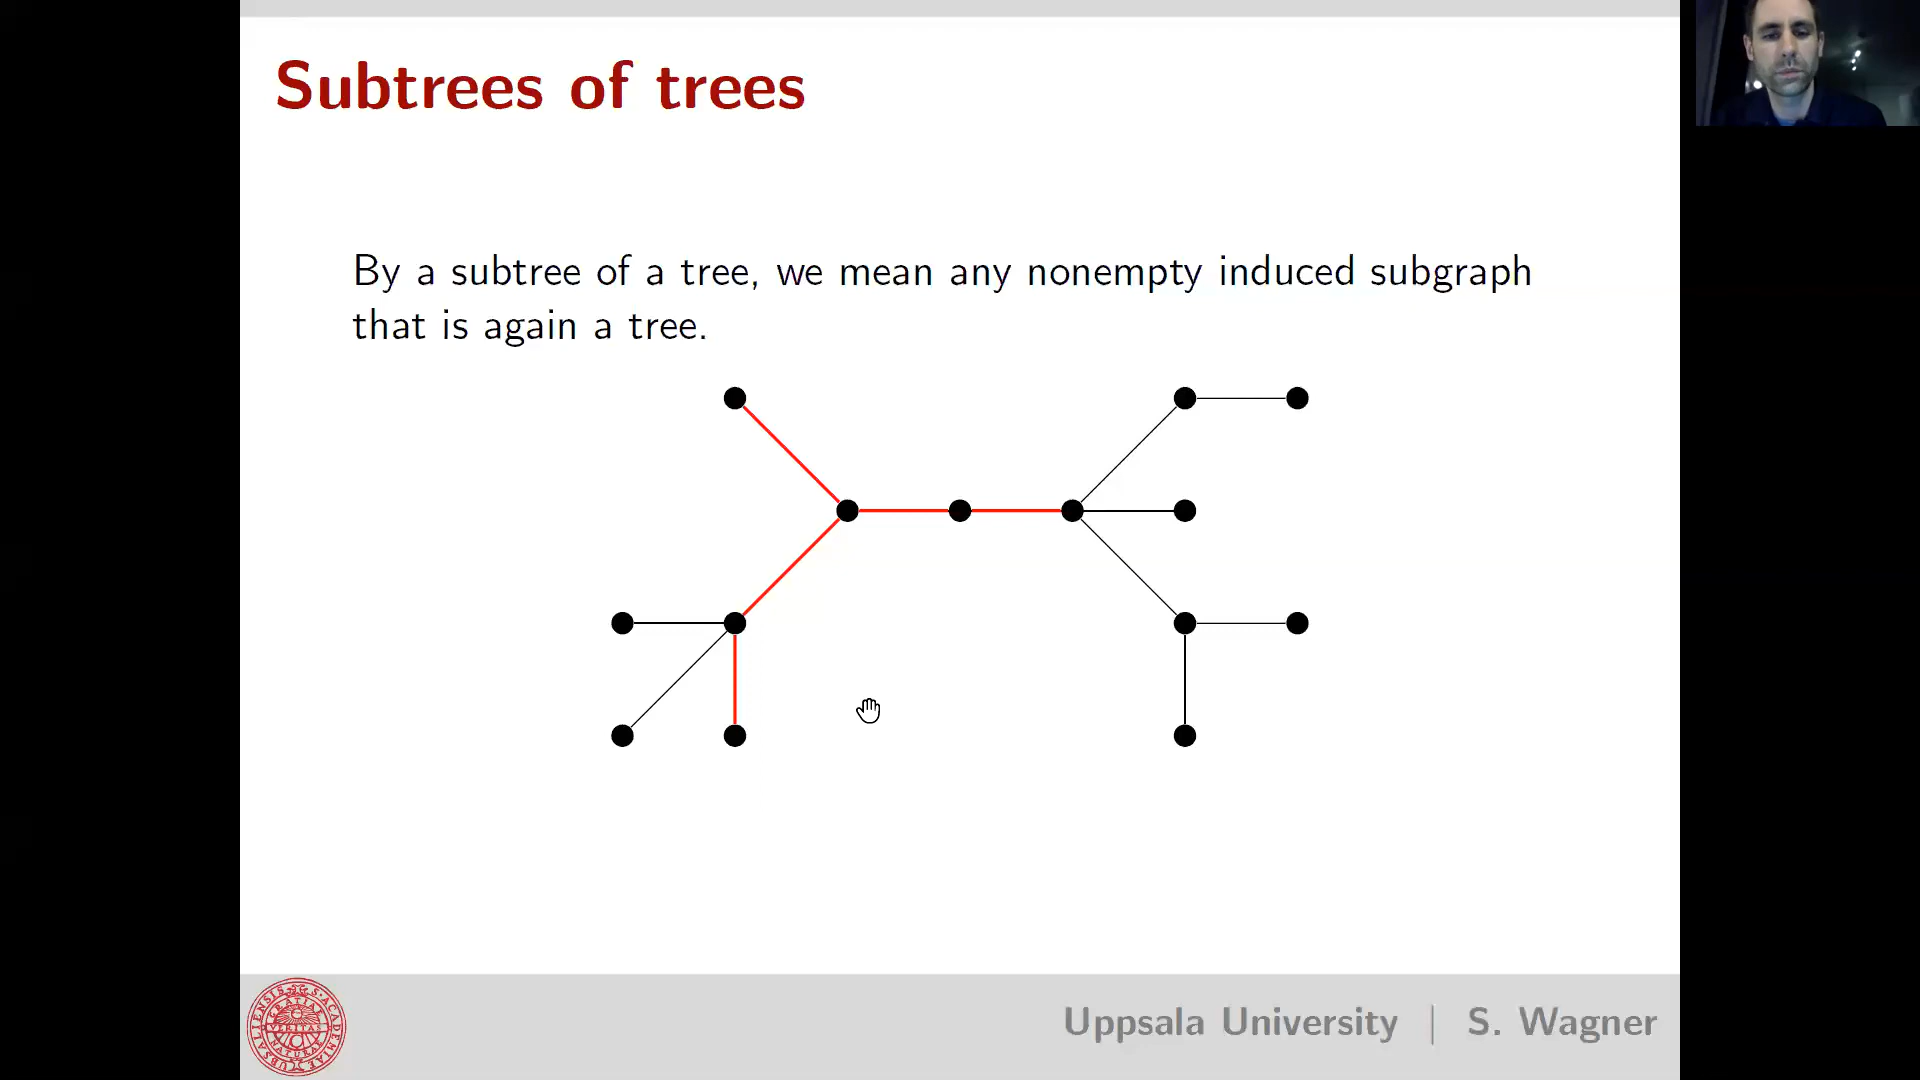 Subtrees of trees
By a subtree of a tree, we mean any nonempty induced subgraph
that is again a tree.
Uppsala University | S. Wagner